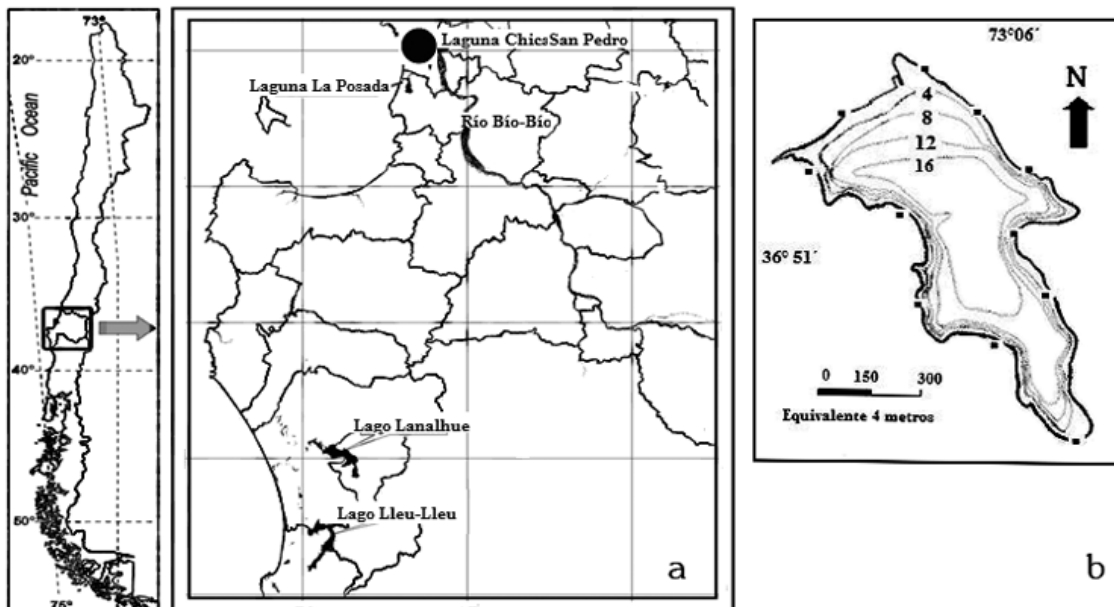 73°
20°
Pacific Ocean
30°
40°
50°
75°
Laguna ChicsSan Pedro
Laguna La Posada
Río Bío-Bío
Lago Lanalhue
Lago Lleu-Lleu
a
73°06´
N
4
8
12
16
36° 51´
0 150 300
Equivalente 4 metros
b